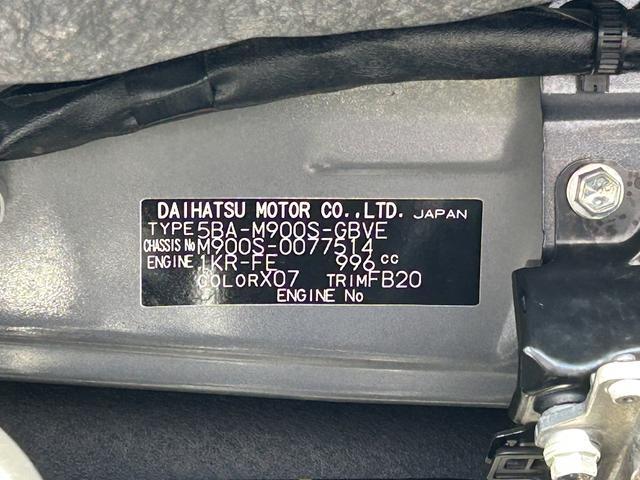 DAIHATSU MOTOR CO.,LTD. JAPAN
TYPE 5BA-M900S-GBVE
CHASSIS No M900S-0077514
ENGINE 1KR-FE 996 cc
COLOR X07 TRIM FB20
ENGINE No